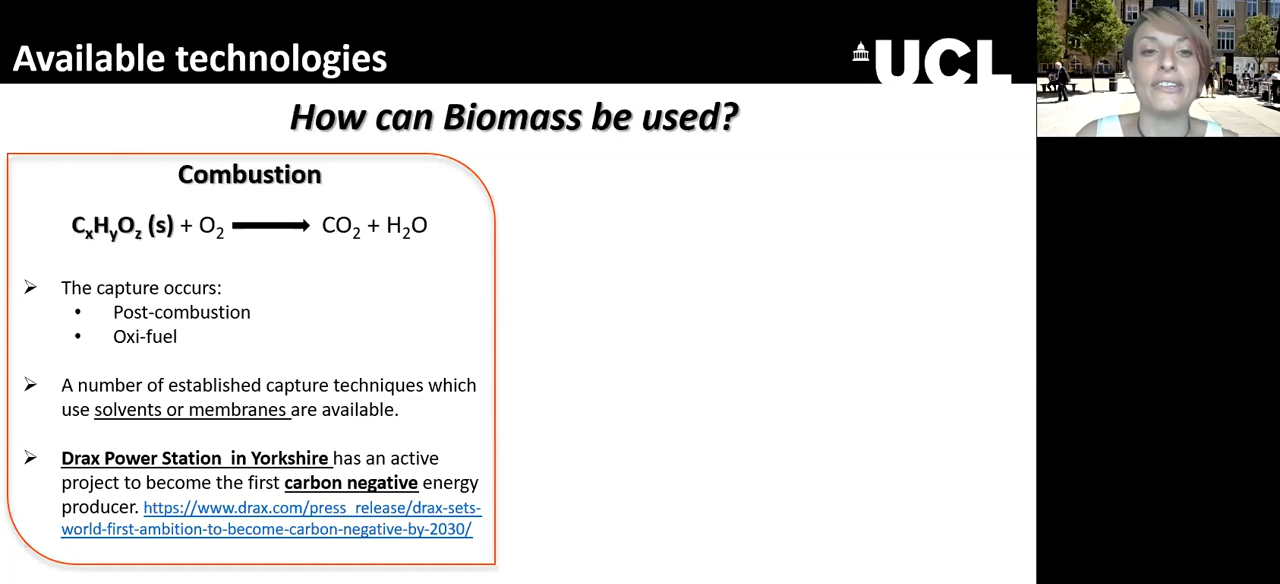 Available technologies
UCL
How can Biomass be used?
Combustion
CxHyOz (s) + O2 ⟶ CO2 + H2O
➢ The capture occurs:
• Post-combustion
• Oxi-fuel
➢ A number of established capture techniques which
use solvents or membranes are available.
➢ Drax Power Station in Yorkshire has an active
project to become the first carbon negative energy
producer. https://www.drax.com/press_release/drax-sets-
world-first-ambition-to-become-carbon-negative-by-2030/